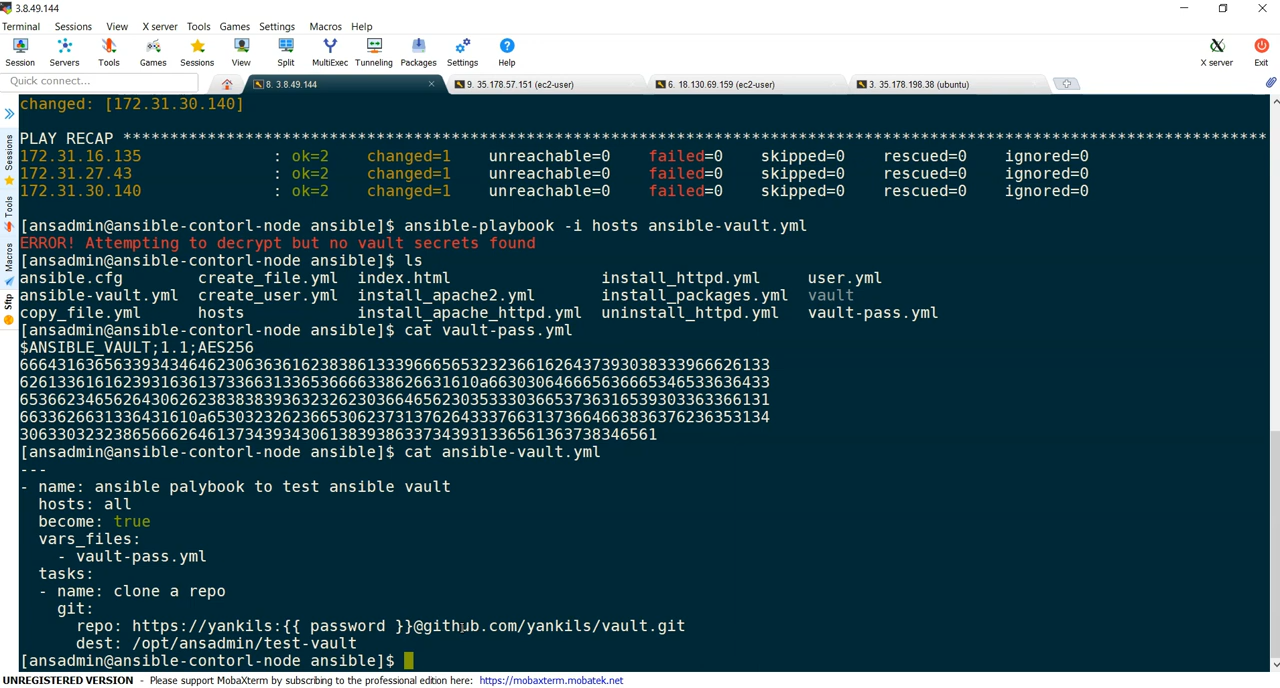 3.8.49.144
Terminal Sessions View X server Tools Games Settings Macros Help
Session Servers Tools Games Sessions View Split MultiExec Tunneling Packages Settings Help X server Exit
Quick connect...
8. 3.8.49.144
9. 35.178.57.151 (ec2-user)
6. 18.130.69.159 (ec2-user)
3. 35.178.198.38 (ubuntu)
Sessions
Tools
Macros
Sftp
changed: [172.31.30.140]
PLAY RECAP *************************************************************************************************************************
172.31.16.135 : ok=2 changed=1 unreachable=0 failed=0 skipped=0 rescued=0 ignored=0
172.31.27.43 : ok=2 changed=1 unreachable=0 failed=0 skipped=0 rescued=0 ignored=0
172.31.30.140 : ok=2 changed=1 unreachable=0 failed=0 skipped=0 rescued=0 ignored=0
[ansadmin@ansible-contorl-node ansible]$ ansible-playbook -i hosts ansible-vault.yml
ERROR! Attempting to decrypt but no vault secrets found
[ansadmin@ansible-contorl-node ansible]$ ls
ansible.cfg create_file.yml index.html install_httpd.yml user.yml
ansible-vault.yml create_user.yml install_apache2.yml install_packages.yml vault
copy_file.yml hosts install_apache_httpd.yml uninstall_httpd.yml vault-pass.yml
[ansadmin@ansible-contorl-node ansible]$ cat vault-pass.yml
$ANSIBLE_VAULT;1.1;AES256
[ansadmin@ansible-contorl-node ansible]$ cat ansible-vault.yml
---
- name: ansible palybook to test ansible vault
hosts: all
become: true
vars_files:
- vault-pass.yml
tasks:
- name: clone a repo
git:
repo: https://yankils:{{ password }}@github.com/yankils/vault.git
dest: /opt/ansadmin/test-vault
[ansadmin@ansible-contorl-node ansible]$
UNREGISTERED VERSION - Please support MobaXterm by subscribing to the professional edition here: https://mobaxterm.mobatek.net